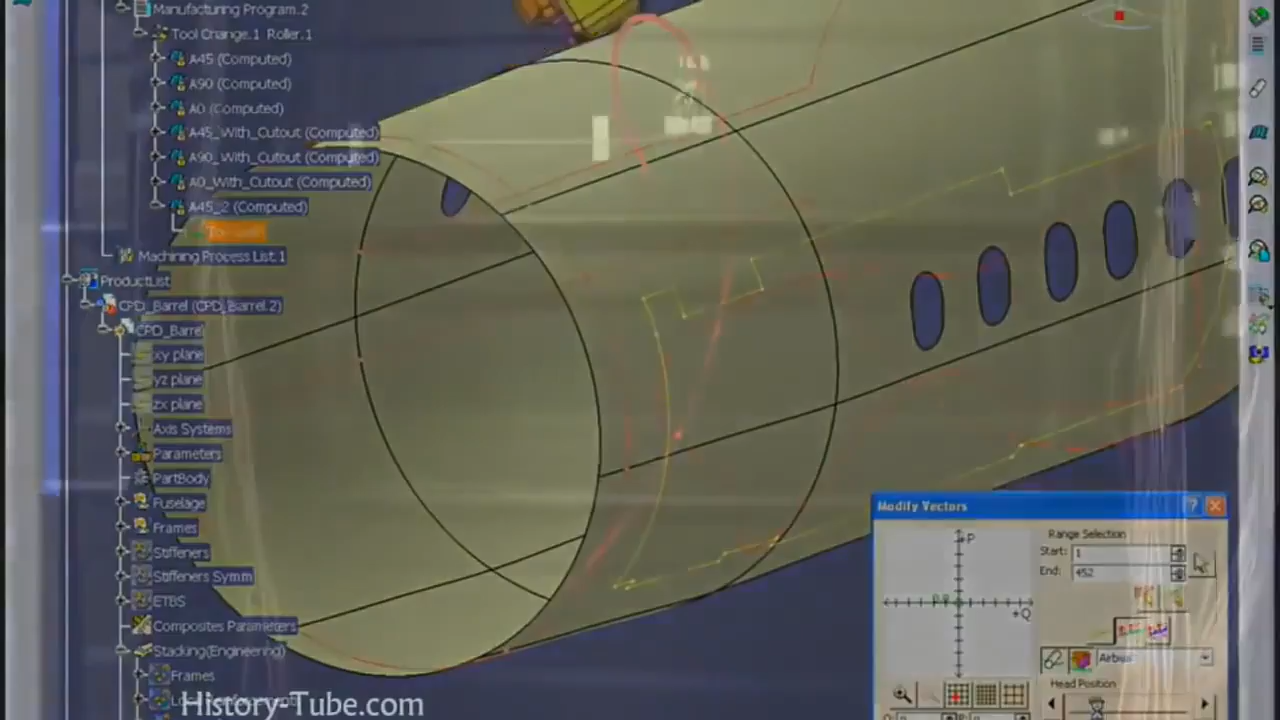 Manufacturing Program.2
Tool Change.1 Roller.1
A45 (Computed)
A90 (Computed)
A0 (Computed)
A45_With_Cutout (Computed)
A90_With_Cutout (Computed)
A0_With_Cutout (Computed)
A45_2 (Computed)
Machining Process List.1
ProductList
CPD_Barrel (CPD_Barrel.2)
CPD_Barrel
xy plane
yz plane
zx plane
Axis Systems
Parameters
PartBody
Fuselage
Frames
Stiffeners
Stiffeners Symm
ETBS
Composites Parameters
Stacking(Engineering)
Frames
History-Tube.com
Modify Vectors
Range Selection
Start: 1
End: 452
P
+Q
Airbus
Head Position